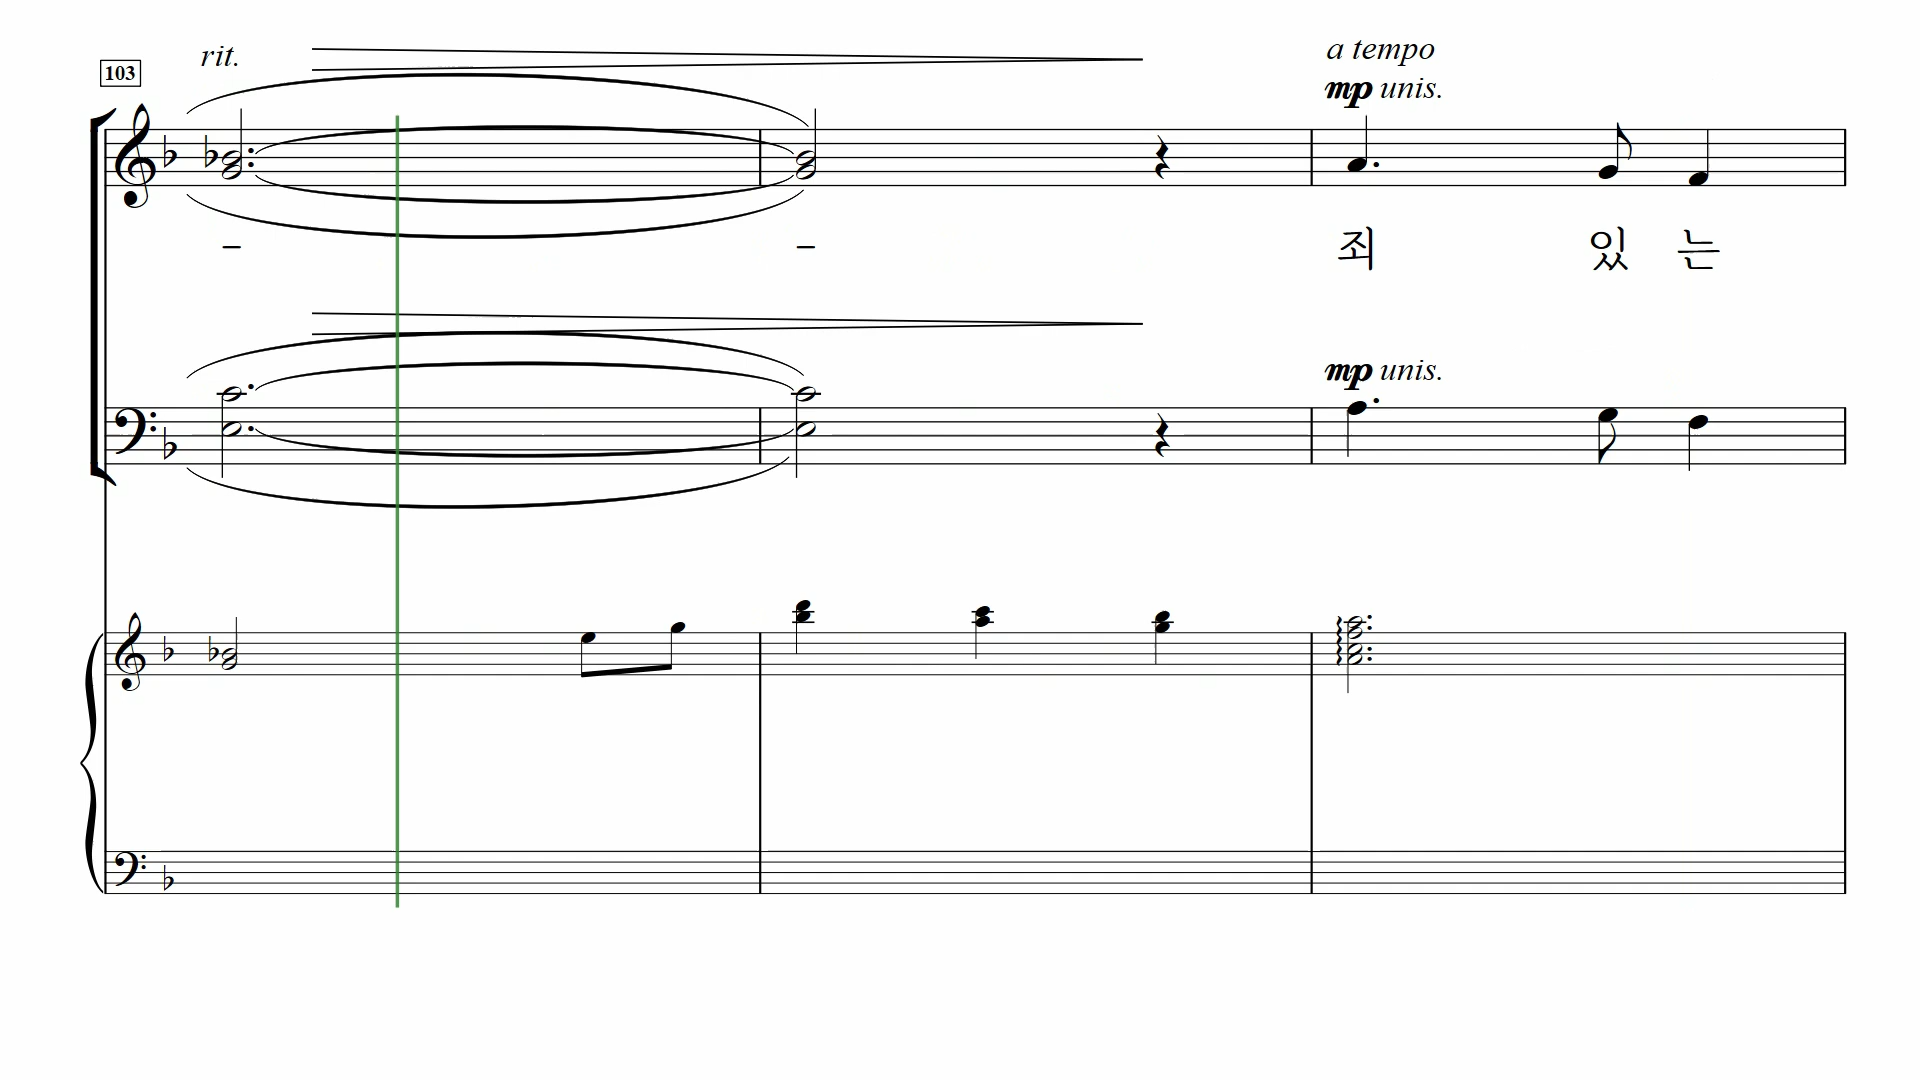 rit.
a tempo
103
mp unis.
– –
죄 있는
mp unis.